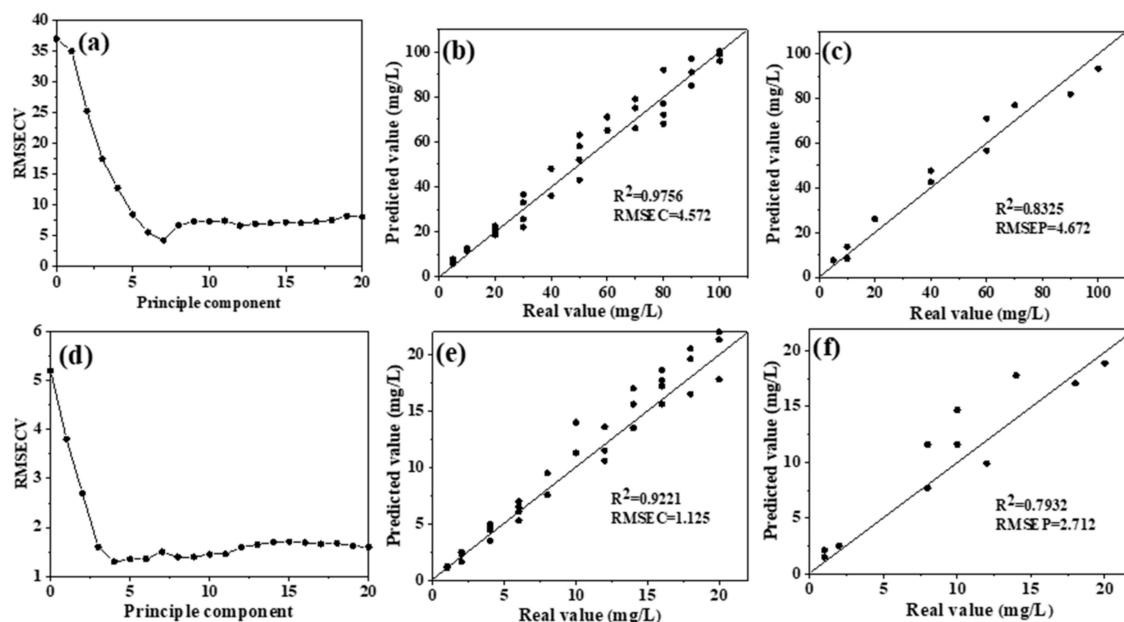 (a)
RMSECV
40
35
30
25
20
15
10
5
0
0 5 10 15 20
Principle component
(b)
Predicted value (mg/L)
100
80
60
40
20
0
R²=0.9756
RMSEC=4.572
0 20 40 60 80 100
Real value (mg/L)
(c)
Predicted value (mg/L)
100
80
60
40
20
0
R²=0.8325
RMSEP=4.672
0 20 40 60 80 100
Real value (mg/L)
(d)
RMSECV
6
5
4
3
2
1
0 5 10 15 20
Principle component
(e)
Predicted value (mg/L)
20
15
10
5
0
R²=0.9221
RMSEC=1.125
0 5 10 15 20
Real value (mg/L)
(f)
Predicted value (mg/L)
20
15
10
5
0
R²=0.7932
RMSEP=2.712
0 5 10 15 20
Real value (mg/L)